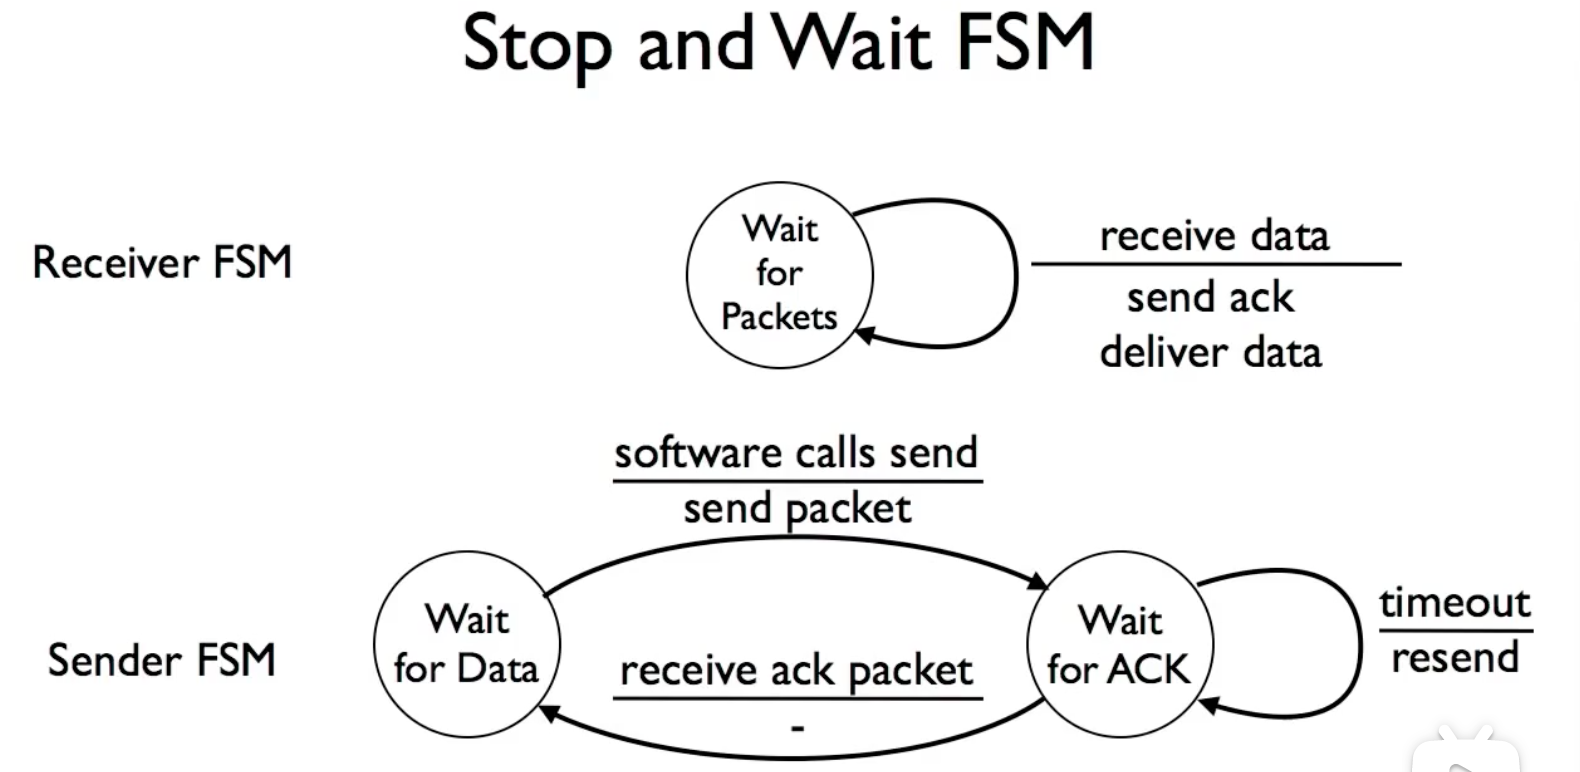 Stop and Wait FSM
Receiver FSM
Wait
for
Packets
receive data
send ack
deliver data
software calls send
send packet
Sender FSM
Wait
for Data
receive ack packet
-
Wait
for ACK
timeout
resend